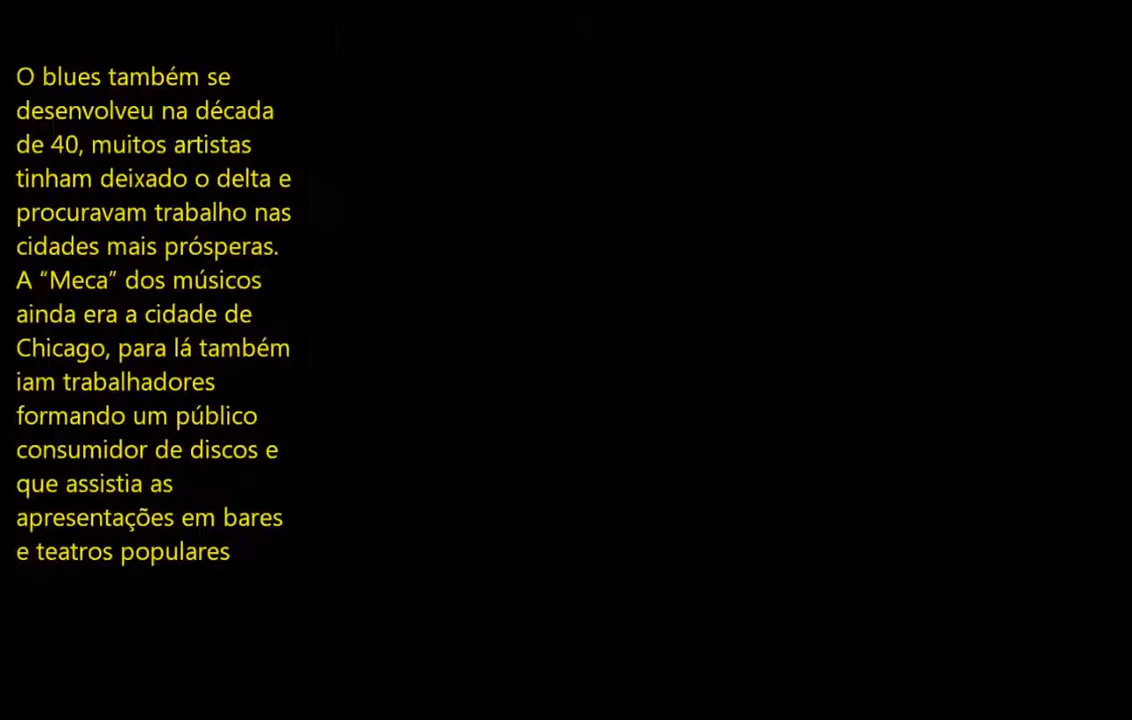 O blues também se
desenvolveu na década
de 40, muitos artistas
tinham deixado o delta e
procuravam trabalho nas
cidades mais prósperas.
A “Meca” dos músicos
ainda era a cidade de
Chicago, para lá também
iam trabalhadores
formando um público
consumidor de discos e
que assistia as
apresentações em bares
e teatros populares